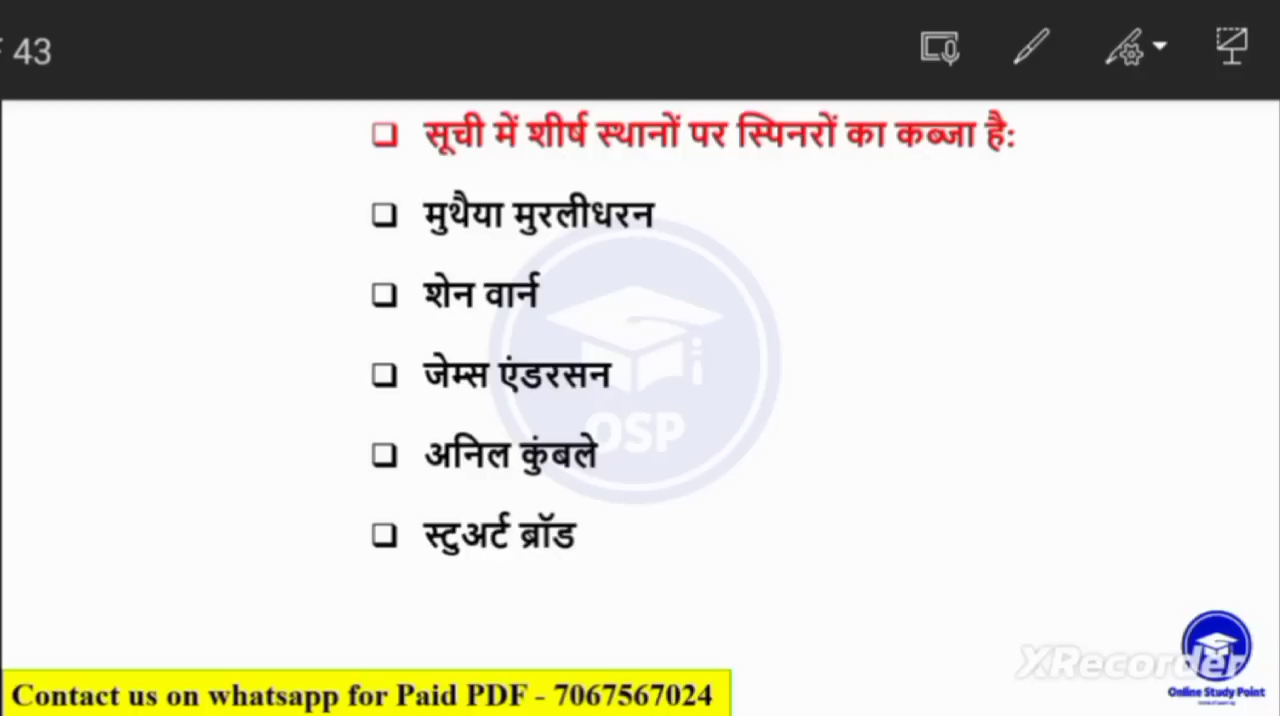 43
सूची में शीर्ष स्थानों पर स्पिनरों का कब्जा है:
मुथैया मुरलीधरन
शेन वार्न
जेम्स एंडरसन
OSP
अनिल कुंबले
स्टुअर्ट ब्रॉड
XRecorder
Online Study Point
Contact us on whatsapp for Paid PDF - 7067567024